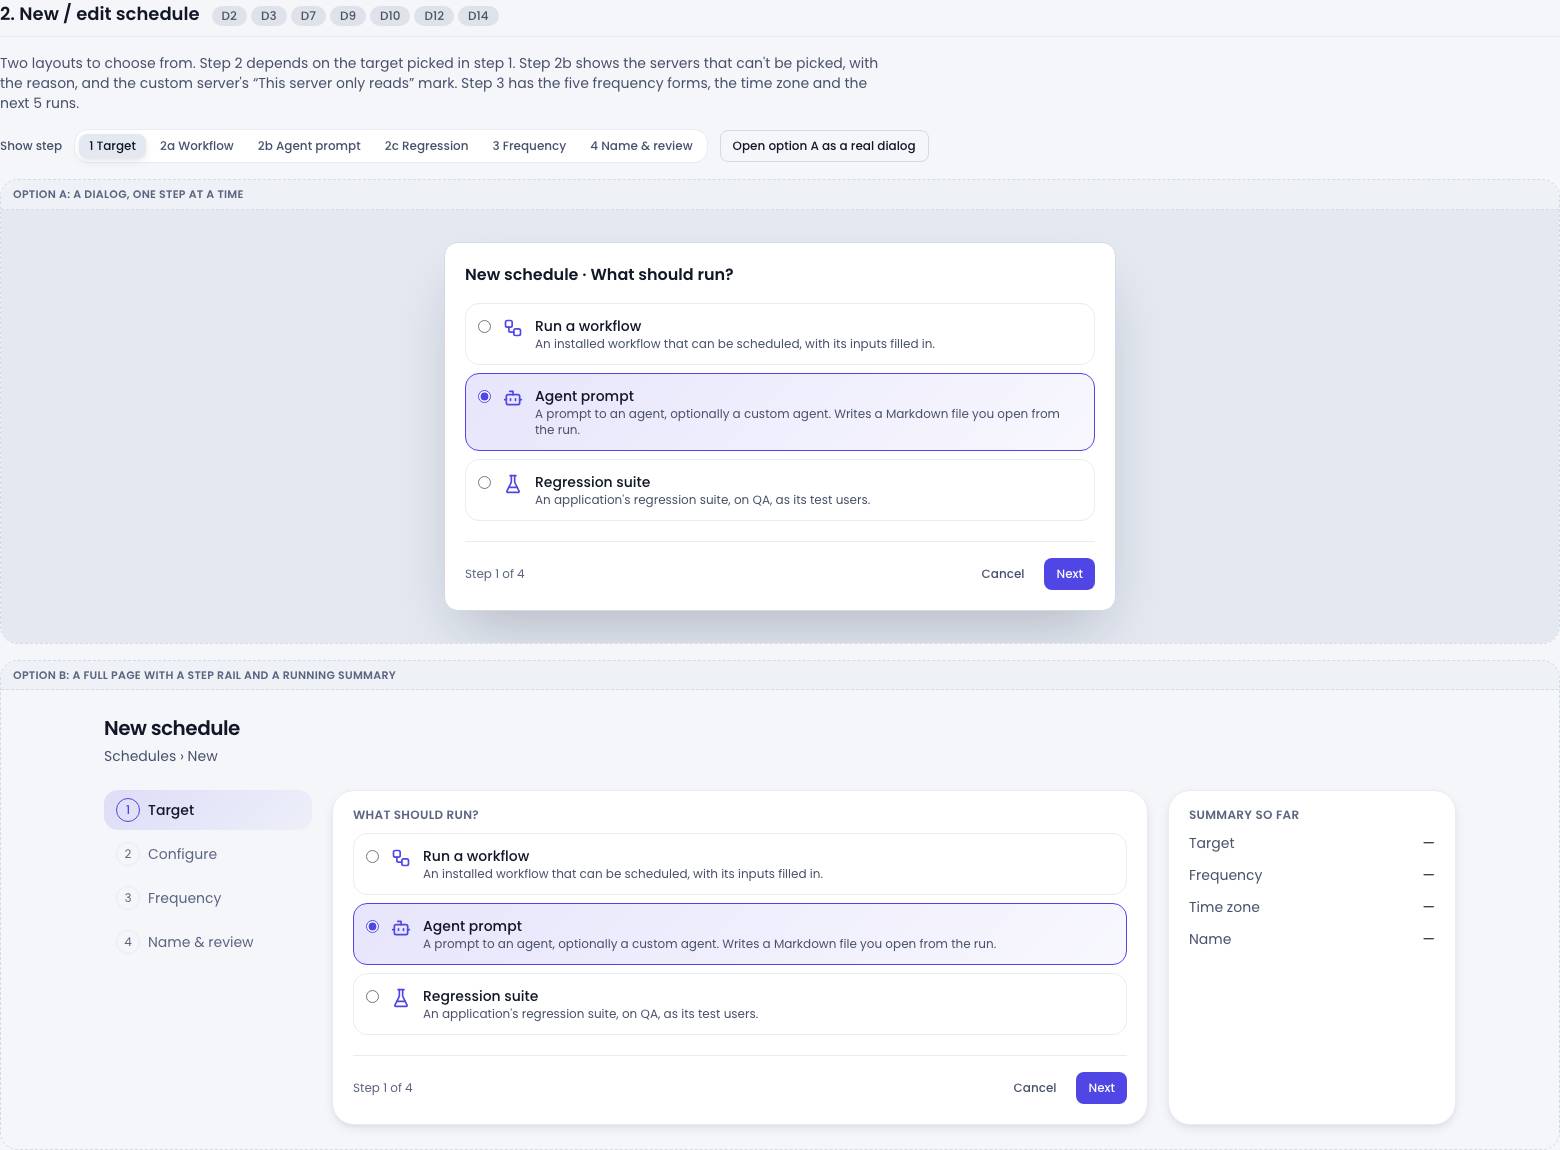 2. New / edit schedule D2 D3 D7 D9 D10 D12 D14
Two layouts to choose from. Step 2 depends on the target picked in step 1. Step 2b shows the servers that can't be picked, with
the reason, and the custom server's “This server only reads” mark. Step 3 has the five frequency forms, the time zone and the
next 5 runs.
Show step 1 Target 2a Workflow 2b Agent prompt 2c Regression 3 Frequency 4 Name & review Open option A as a real dialog
OPTION A: A DIALOG, ONE STEP AT A TIME
New schedule · What should run?
Run a workflow
An installed workflow that can be scheduled, with its inputs filled in.
Agent prompt
A prompt to an agent, optionally a custom agent. Writes a Markdown file you open from
the run.
Regression suite
An application's regression suite, on QA, as its test users.
Step 1 of 4 Cancel Next
OPTION B: A FULL PAGE WITH A STEP RAIL AND A RUNNING SUMMARY
New schedule
Schedules › New
1 Target
2 Configure
3 Frequency
4 Name & review
WHAT SHOULD RUN?
Run a workflow
An installed workflow that can be scheduled, with its inputs filled in.
Agent prompt
A prompt to an agent, optionally a custom agent. Writes a Markdown file you open from the run.
Regression suite
An application's regression suite, on QA, as its test users.
Step 1 of 4 Cancel Next
SUMMARY SO FAR
Target —
Frequency —
Time zone —
Name —